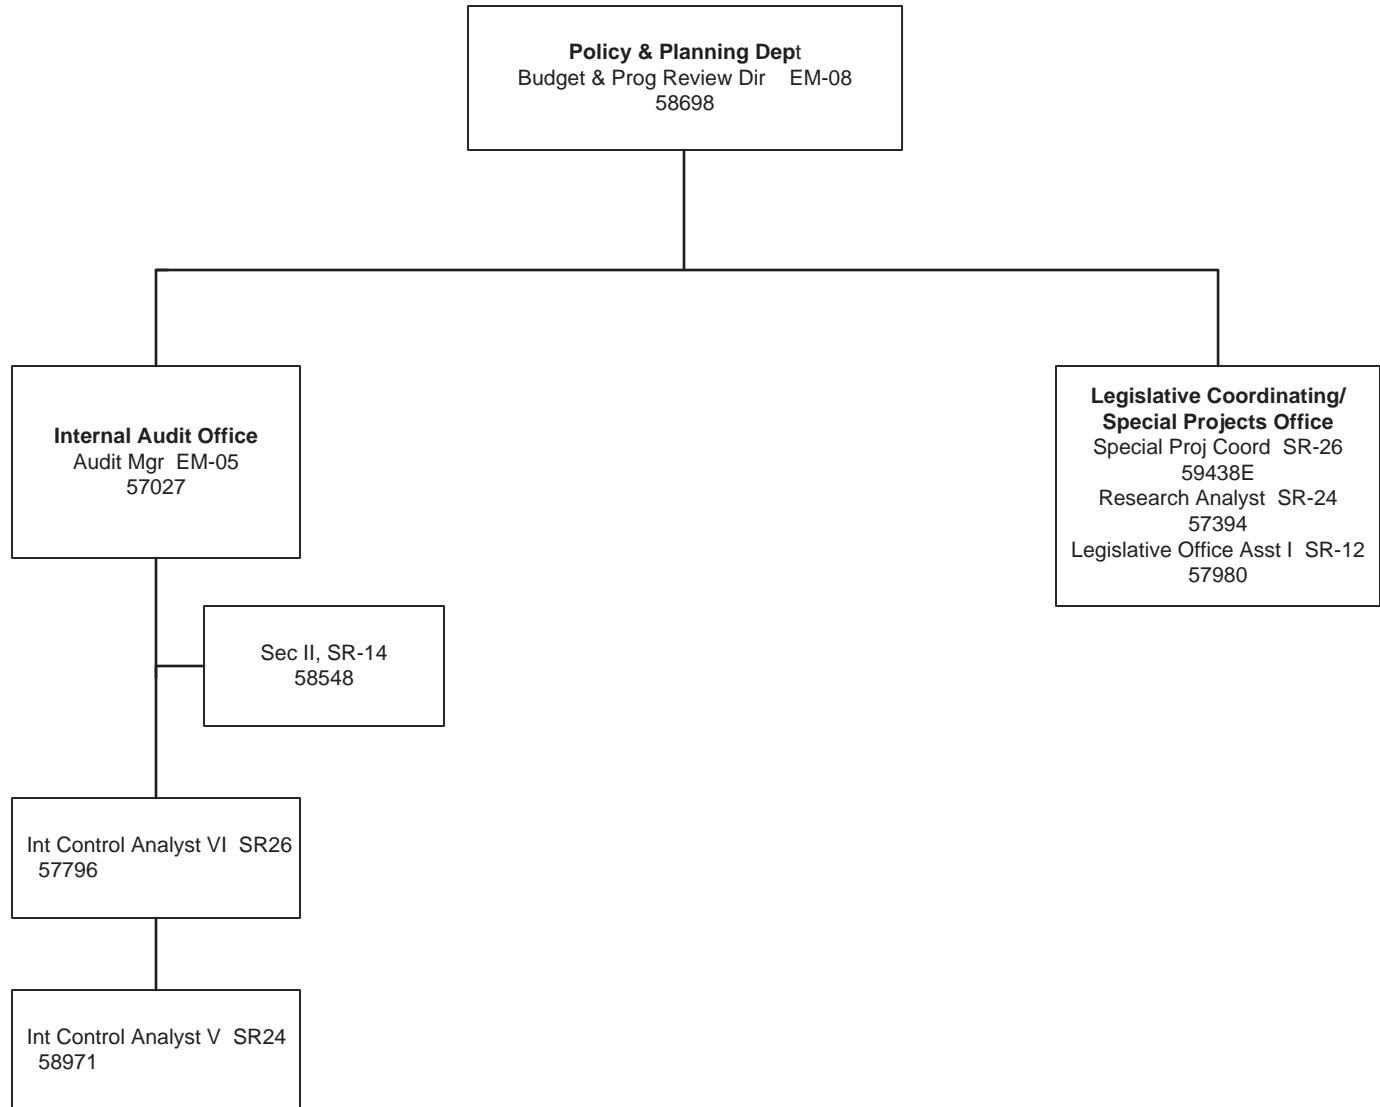 Policy & Planning Dept
Budget & Prog Review Dir EM-08
58698
Internal Audit Office
Audit Mgr EM-05
57027
Legislative Coordinating/
Special Projects Office
Special Proj Coord SR-26
59438E
Research Analyst SR-24
57394
Legislative Office Asst I SR-12
57980
Sec II, SR-14
58548
Int Control Analyst VI SR26
57796
Int Control Analyst V SR24
58971